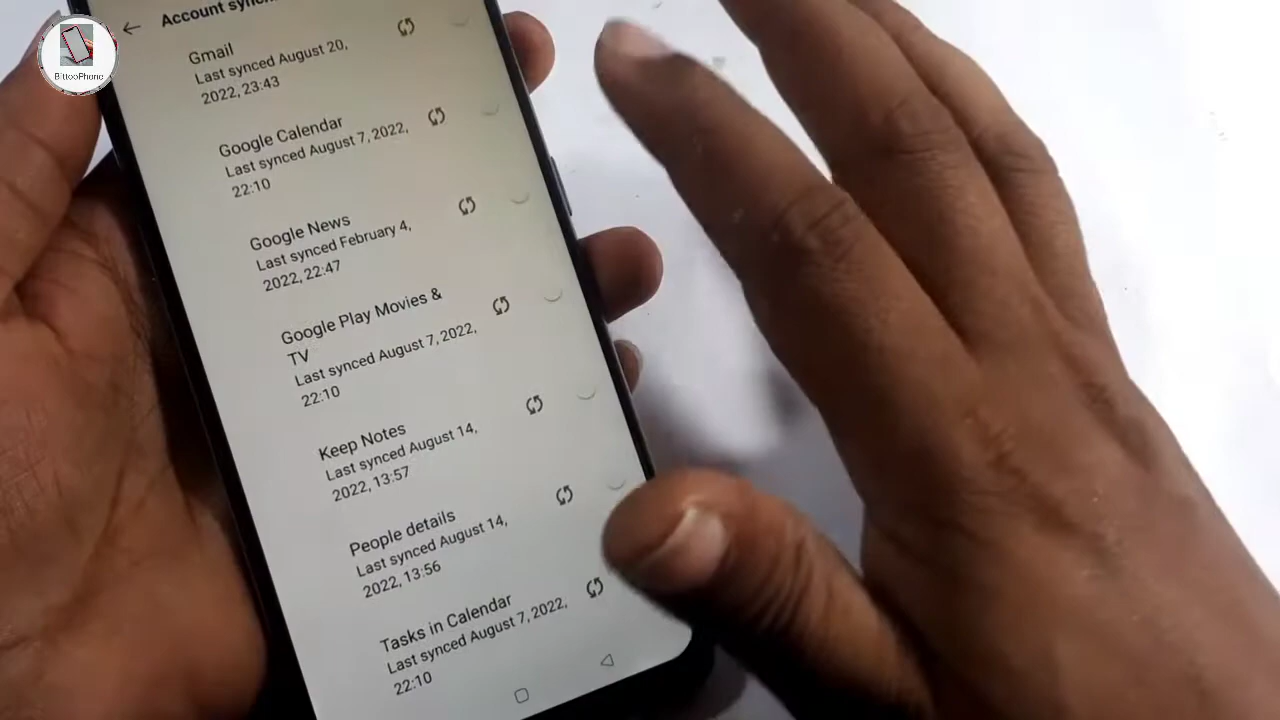 BittooPhone
Account
Gmail
Last synced August 20,
2022, 23:43
Google Calendar
Last synced August 7, 2022,
22:10
Google News
Last synced February 4,
2022, 22:47
Google Play Movies &
TV
Last synced August 7, 2022,
22:10
Keep Notes
Last synced August 14,
2022, 13:57
People details
Last synced August 14,
2022, 13:56
Tasks in Calendar
Last synced August 7, 2022,
22:10